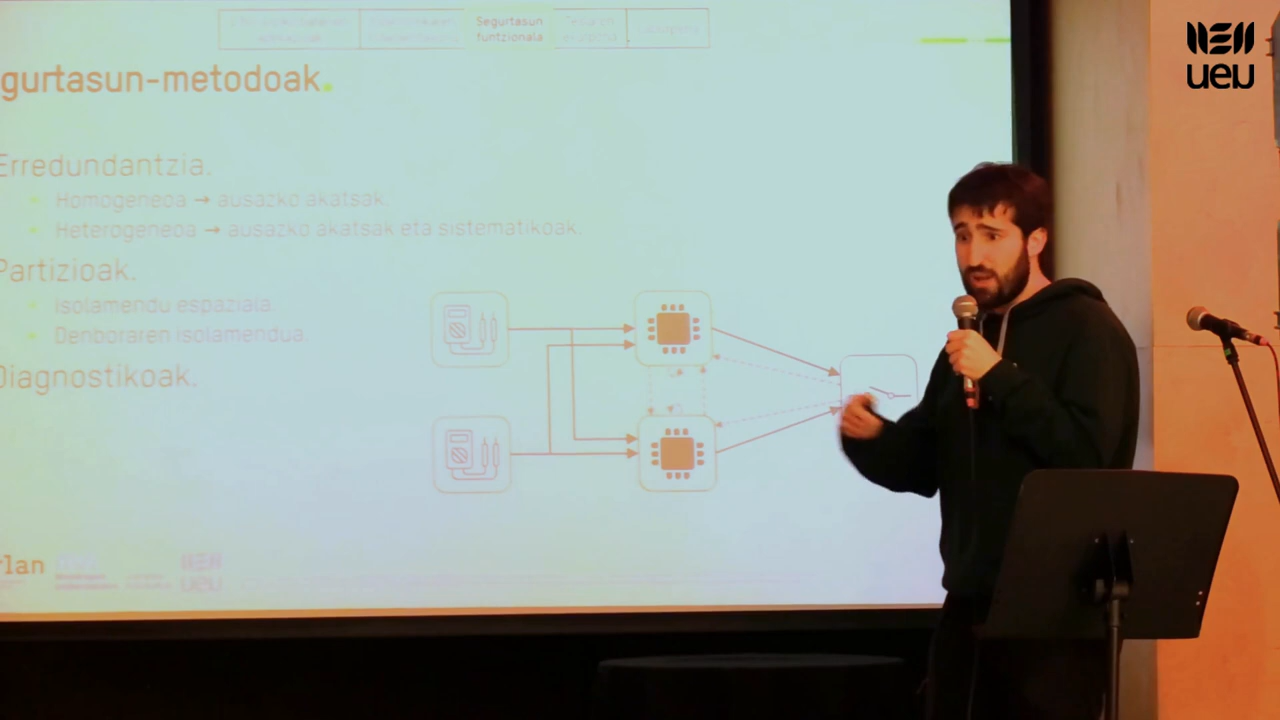 Segurtasun
funtzionala
gurtasun-metodoak.
Erredundantzia.
Homogeneoa → ausazko akatsak.
Heterogeneoa → ausazko akatsak eta sistematikoak.
Partizioak.
Isolamendu espaziala.
Denboraren isolamendua.
Diagnostikoak.
rlan
ueu
ueu